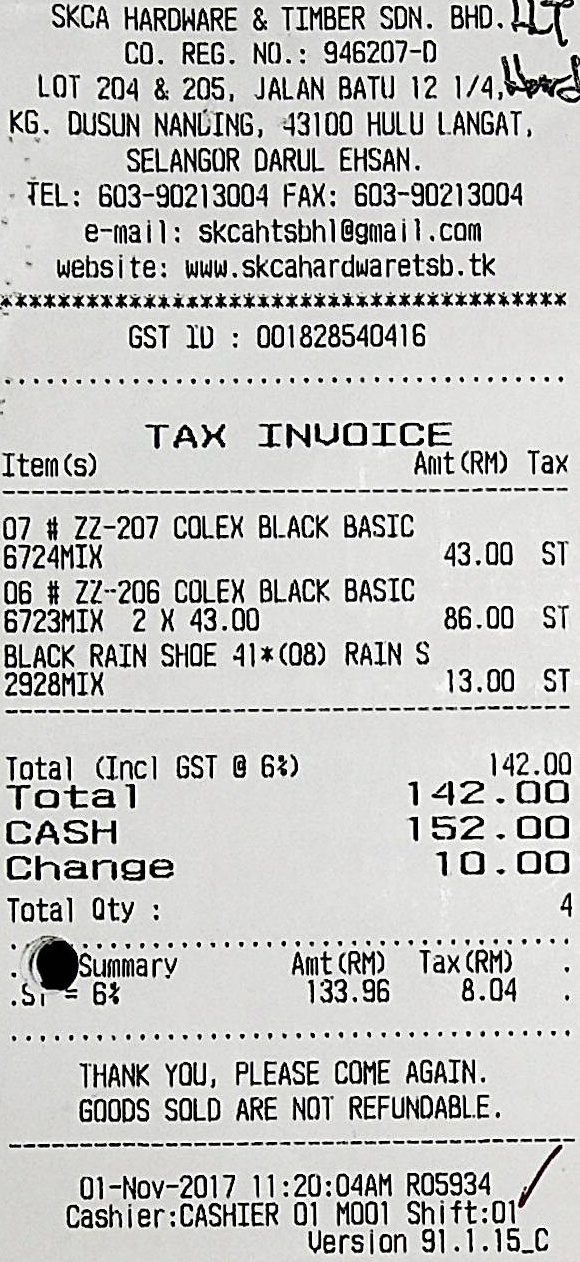 SKCA HARDWARE & TIMBER SDN. BHD.
CO. REG. NO.: 946207-D
LOT 204 & 205, JALAN BATU 12 1/4,
KG. DUSUN NANDING, 43100 HULU LANGAT,
SELANGOR DARUL EHSAN.
TEL: 603-90213004 FAX: 603-90213004
e-mail: skcahtsbhl@gmail.com
website: www.skcahardwaretsb.tk
****************************************
GST ID : 001828540416
TAX INVOICE
Item(s) Amt(RM) Tax
07 # ZZ-207 COLEX BLACK BASIC
6724MIX 43.00 ST
06 # ZZ-206 COLEX BLACK BASIC
6723MIX 2 X 43.00 86.00 ST
BLACK RAIN SHOE 41*(08) RAIN S
2928MIX 13.00 ST
Total (Incl GST @ 6%) 142.00
Total 142.00
CASH 152.00
Change 10.00
Total Qty : 4
Summary Amt(RM) Tax(RM)
.ST = 6% 133.96 8.04 .
THANK YOU, PLEASE COME AGAIN.
GOODS SOLD ARE NOT REFUNDABLE.
01-Nov-2017 11:20:04AM R05934
Cashier:CASHIER 01 M001 Shift:01
Version 91.1.15_C